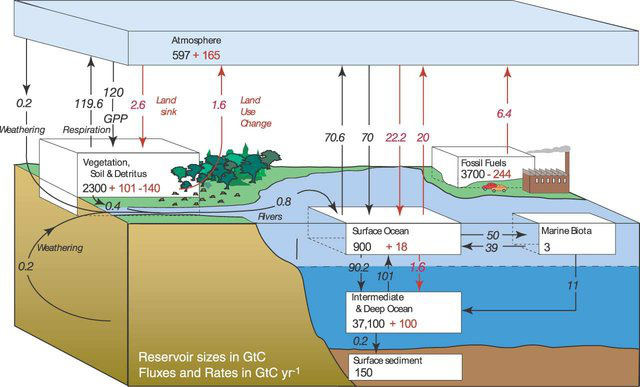 Atmosphere
597 + 165
0.2
Weathering
119.6
Respiration
120
GPP
2.6
Land
sink
1.6
Land
Use
Change
70.6
70
22.2
20
6.4
Vegetation,
Soil & Detritus
2300 + 101 -140
Fossil Fuels
3700 - 244
0.4
0.8
Rivers
Surface Ocean
900 + 18
50
39
Marine Biota
3
Weathering
0.2
90.2
101
1.6
11
Intermediate
& Deep Ocean
37,100 + 100
0.2
Surface sediment
150
Reservoir sizes in GtC
Fluxes and Rates in GtC yr-1